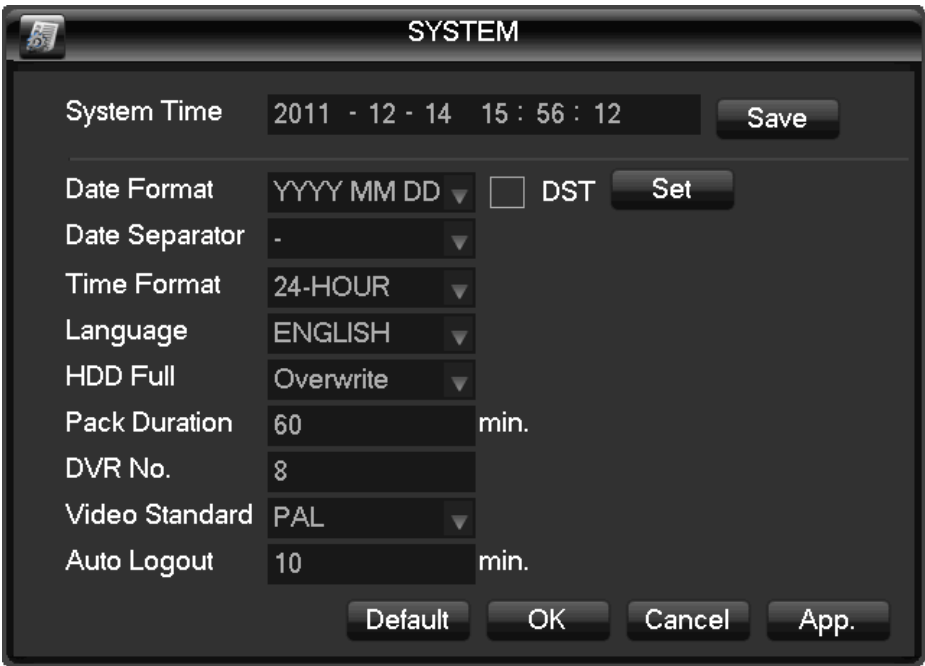 SYSTEM
System Time 2011 - 12 - 14 15 : 56 : 12 Save
Date Format YYYY MM DD DST Set
Date Separator -
Time Format 24-HOUR
Language ENGLISH
HDD Full Overwrite
Pack Duration 60 min.
DVR No. 8
Video Standard PAL
Auto Logout 10 min.
Default OK Cancel App.